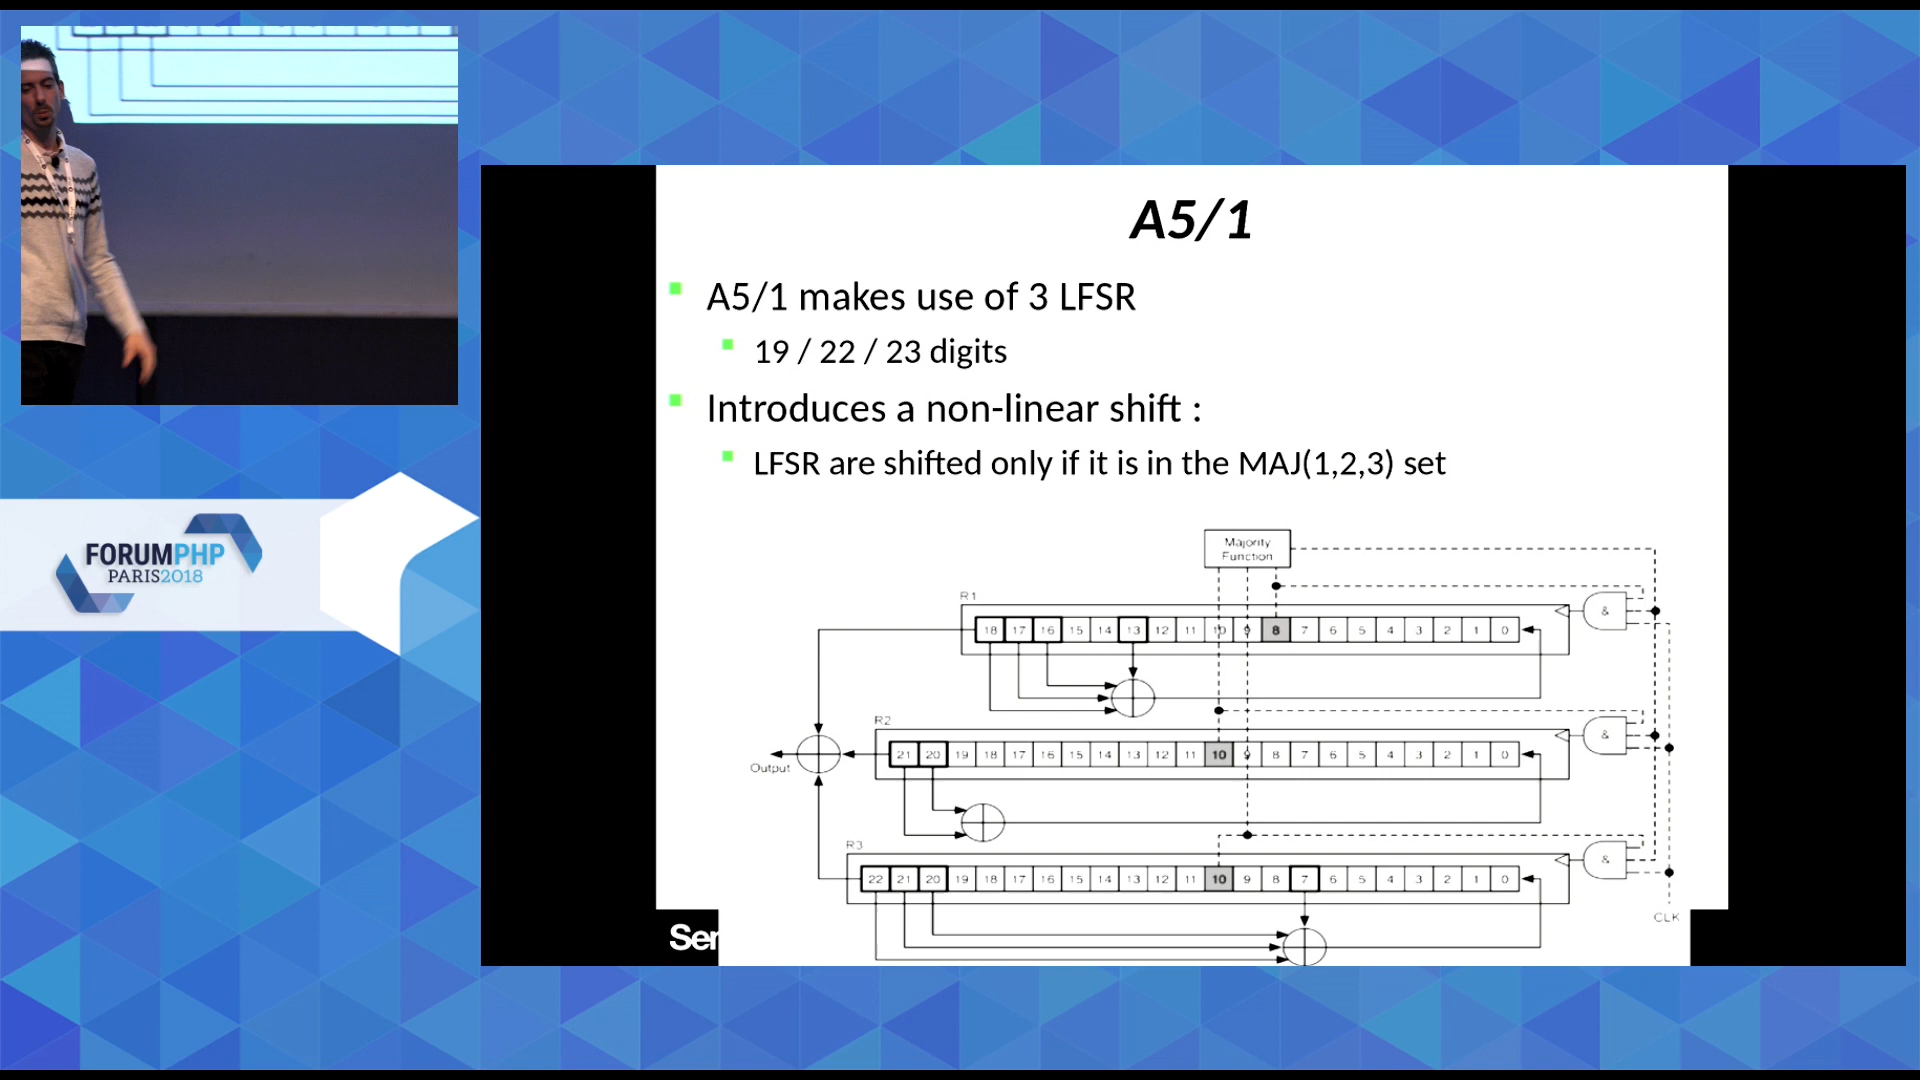 A5/1
A5/1 makes use of 3 LFSR
19 / 22 / 23 digits
Introduces a non-linear shift :
LFSR are shifted only if it is in the MAJ(1,2,3) set
FORUMPHP
PARIS2018
Majority
Function
R1
&
18 17 16 15 14 13 12 11 10 9 8 7 6 5 4 3 2 1 0
R2
&
21 20 19 18 17 16 15 14 13 12 11 10 9 8 7 6 5 4 3 2 1 0
Output
R3
&
22 21 20 19 18 17 16 15 14 13 12 11 10 9 8 7 6 5 4 3 2 1 0
CLK